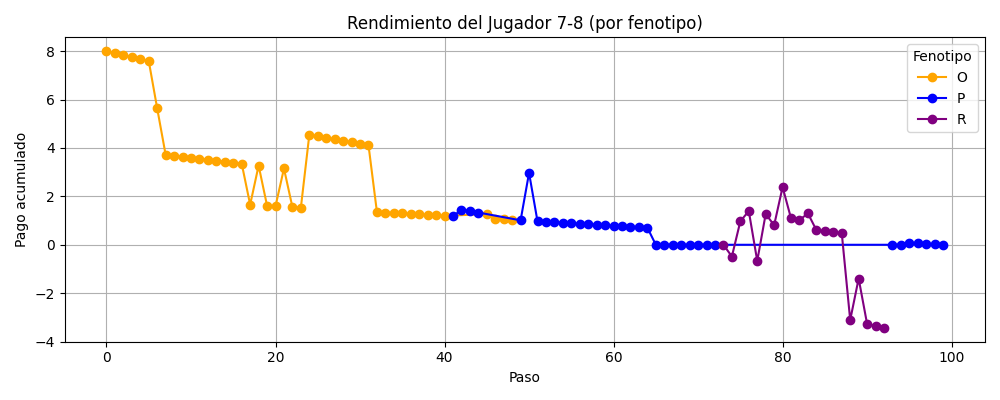 Rendimiento del Jugador 7-8 (por fenotipo)
Pago acumulado
8
6
4
2
0
−2
−4
Fenotipo
O
P
R
0 20 40 60 80 100
Paso